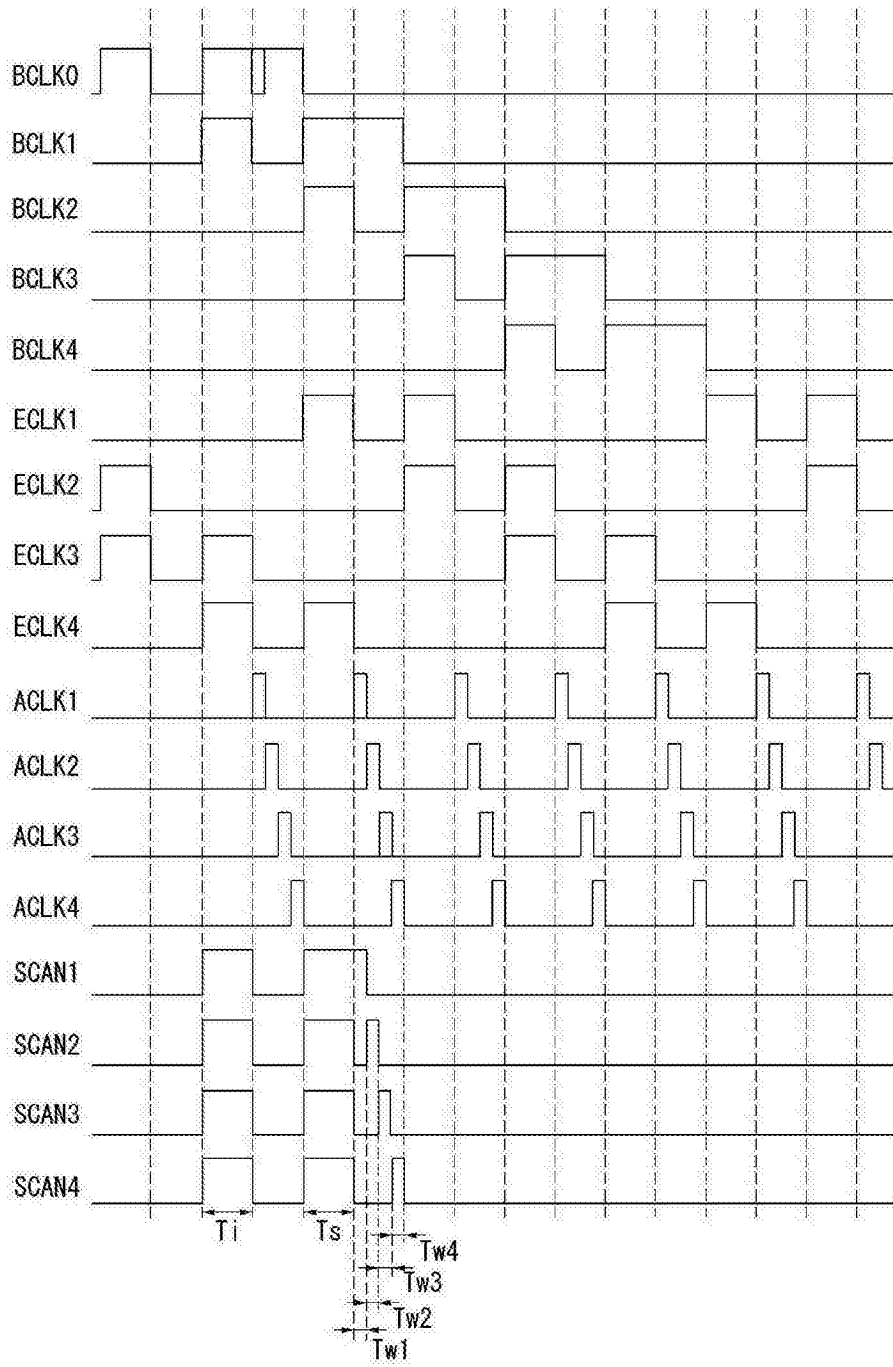 BCLK0
BCLK1
BCLK2
BCLK3
BCLK4
ECLK1
ECLK2
ECLK3
ECLK4
ACLK1
ACLK2
ACLK3
ACLK4
SCAN1
SCAN2
SCAN3
SCAN4
Ti Ts
Tw4
Tw3
Tw2
Tw1